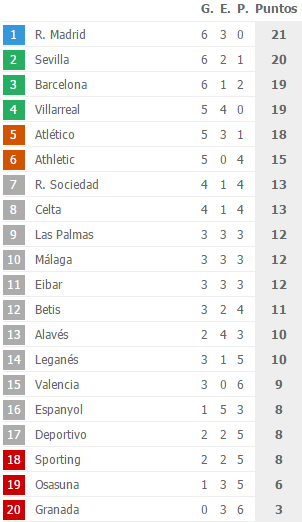 G. E. P. Puntos
1 R. Madrid 6 3 0 21
2 Sevilla 6 2 1 20
3 Barcelona 6 1 2 19
4 Villarreal 5 4 0 19
5 Atlético 5 3 1 18
6 Athletic 5 0 4 15
7 R. Sociedad 4 1 4 13
8 Celta 4 1 4 13
9 Las Palmas 3 3 3 12
10 Málaga 3 3 3 12
11 Eibar 3 3 3 12
12 Betis 3 2 4 11
13 Alavés 2 4 3 10
14 Leganés 3 1 5 10
15 Valencia 3 0 6 9
16 Espanyol 1 5 3 8
17 Deportivo 2 2 5 8
18 Sporting 2 2 5 8
19 Osasuna 1 3 5 6
20 Granada 0 3 6 3